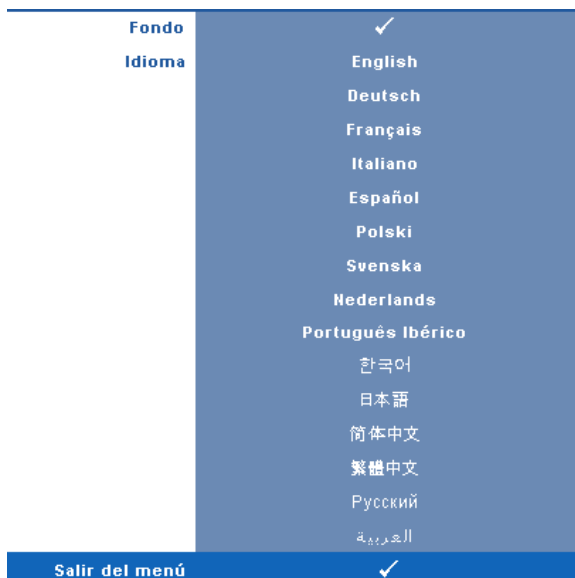 Fondo ✓
Idioma English
Deutsch
Français
Italiano
Español
Polski
Svenska
Nederlands
Português Ibérico
한국어
日本語
简体中文
繁體中文
Русский
العربية
Salir del menú ✓